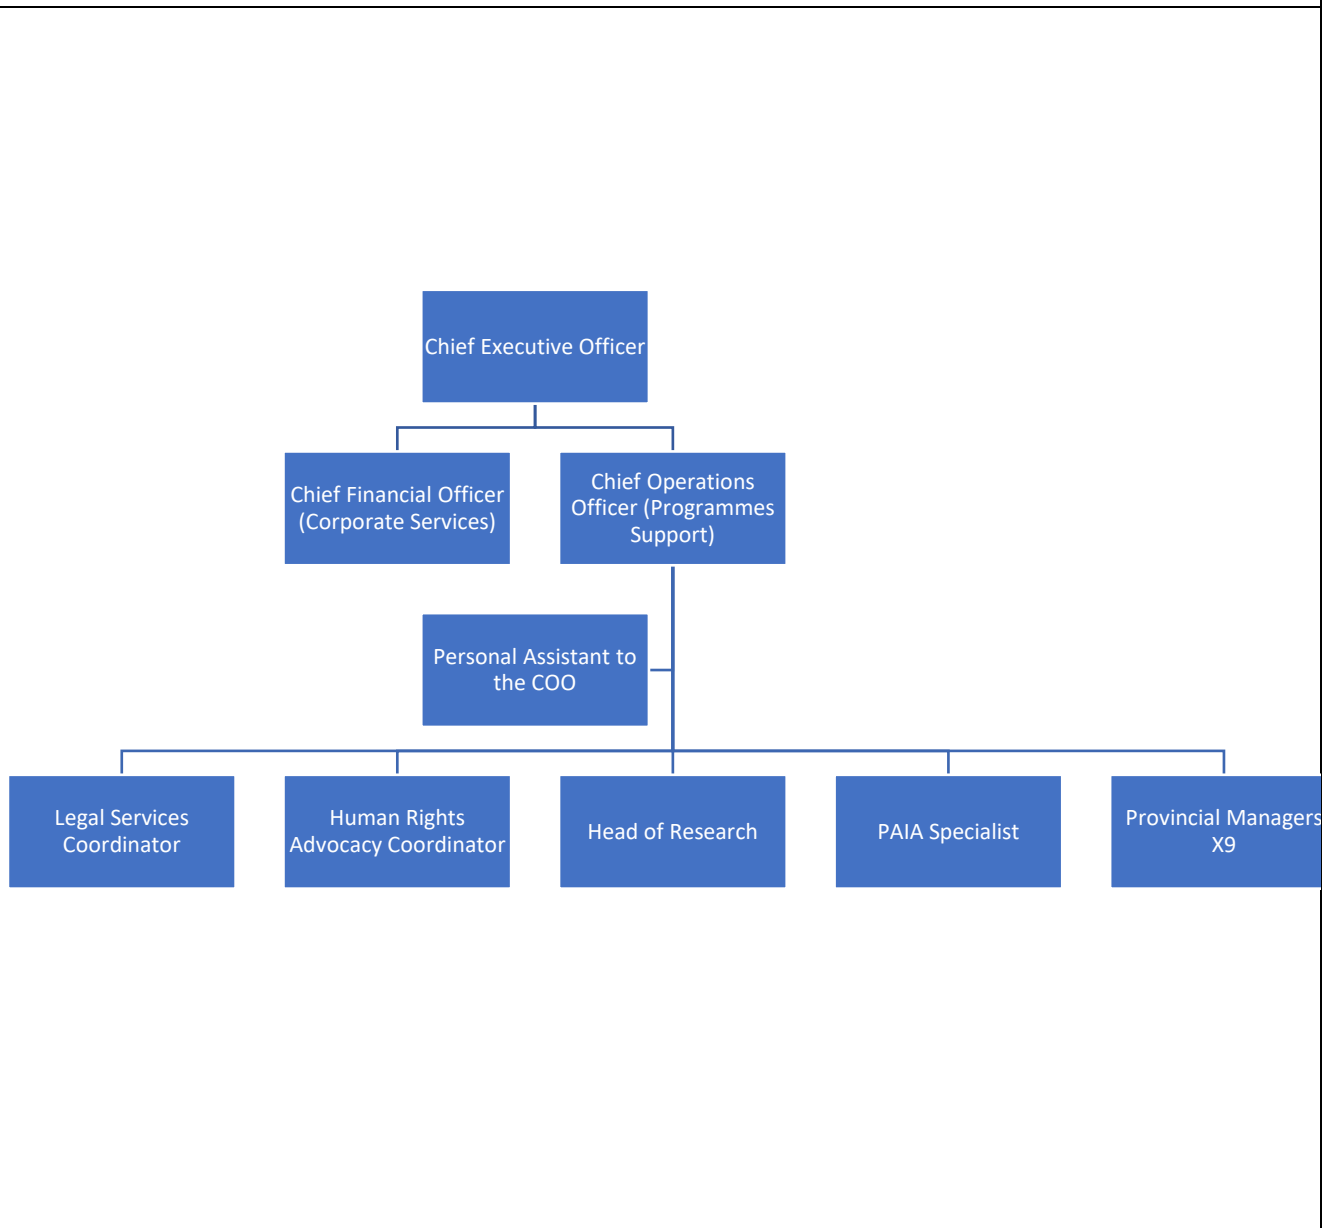 Chief Executive Officer
Chief Financial Officer
(Corporate Services)
Chief Operations
Officer (Programmes
Support)
Personal Assistant to
the COO
Legal Services
Coordinator
Human Rights
Advocacy Coordinator
Head of Research
PAIA Specialist
Provincial Managers
X9